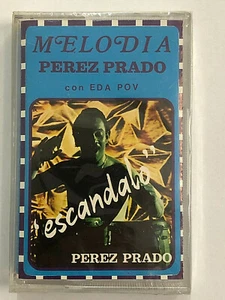 MELODIA
PEREZ PRADO
con EDA POV
"escandalo"
PEREZ PRADO